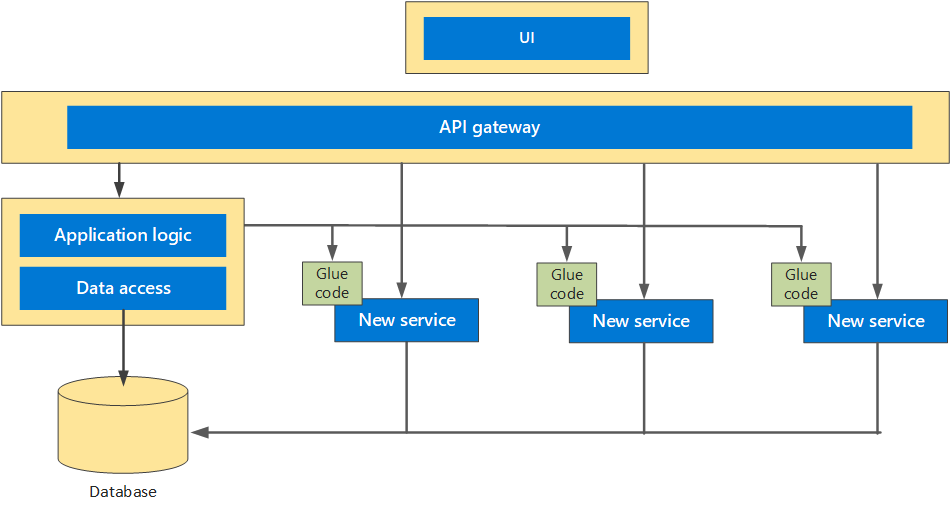 UI
API gateway
Application logic
Data access
Glue
code
New service
Glue
code
New service
Glue
code
New service
Database